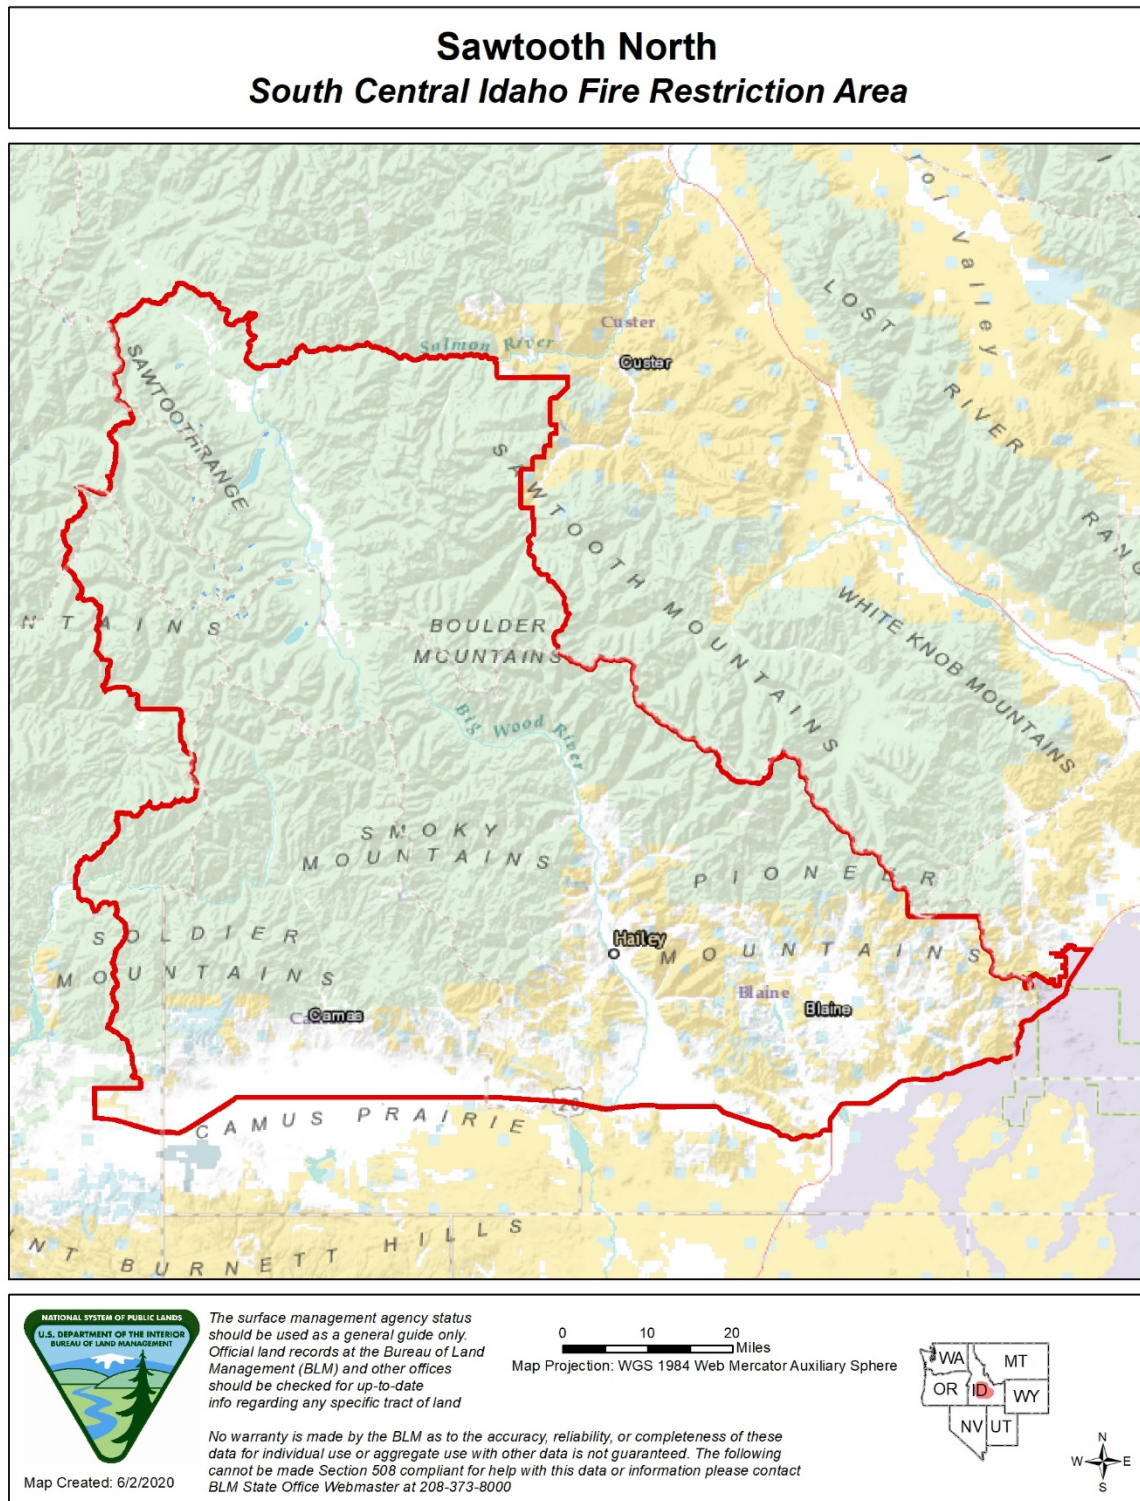 Sawtooth North
South Central Idaho Fire Restriction Area
roi Valley
LOST RIVER RANG
Custer
Salmon River
Custer
SAWTOOTH RANGE
SAWTOOTH MOUNTAINS
WHITE KNOB MOUNTAINS
NTAINS
BOULDER
MOUNTAINS
Big Wood River
SMOKY
MOUNTAINS
PIONEER
MOUNTAINS
SOLDIER
MOUNTAINS
Hailey
Blaine
Blaine
Camas
20
CAMUS PRAIRIE
NT BURNETT HILLS
NATIONAL SYSTEM OF PUBLIC LANDS
U.S. DEPARTMENT OF THE INTERIOR
BUREAU OF LAND MANAGEMENT
Map Created: 6/2/2020
The surface management agency status
should be used as a general guide only.
Official land records at the Bureau of Land
Management (BLM) and other offices
should be checked for up-to-date
info regarding any specific tract of land
No warranty is made by the BLM as to the accuracy, reliability, or completeness of these
data for individual use or aggregate use with other data is not guaranteed. The following
cannot be made Section 508 compliant for help with this data or information please contact
BLM State Office Webmaster at 208-373-8000
0 10 20
Miles
Map Projection: WGS 1984 Web Mercator Auxiliary Sphere
WA MT
OR ID WY
NV UT
N
W E
S